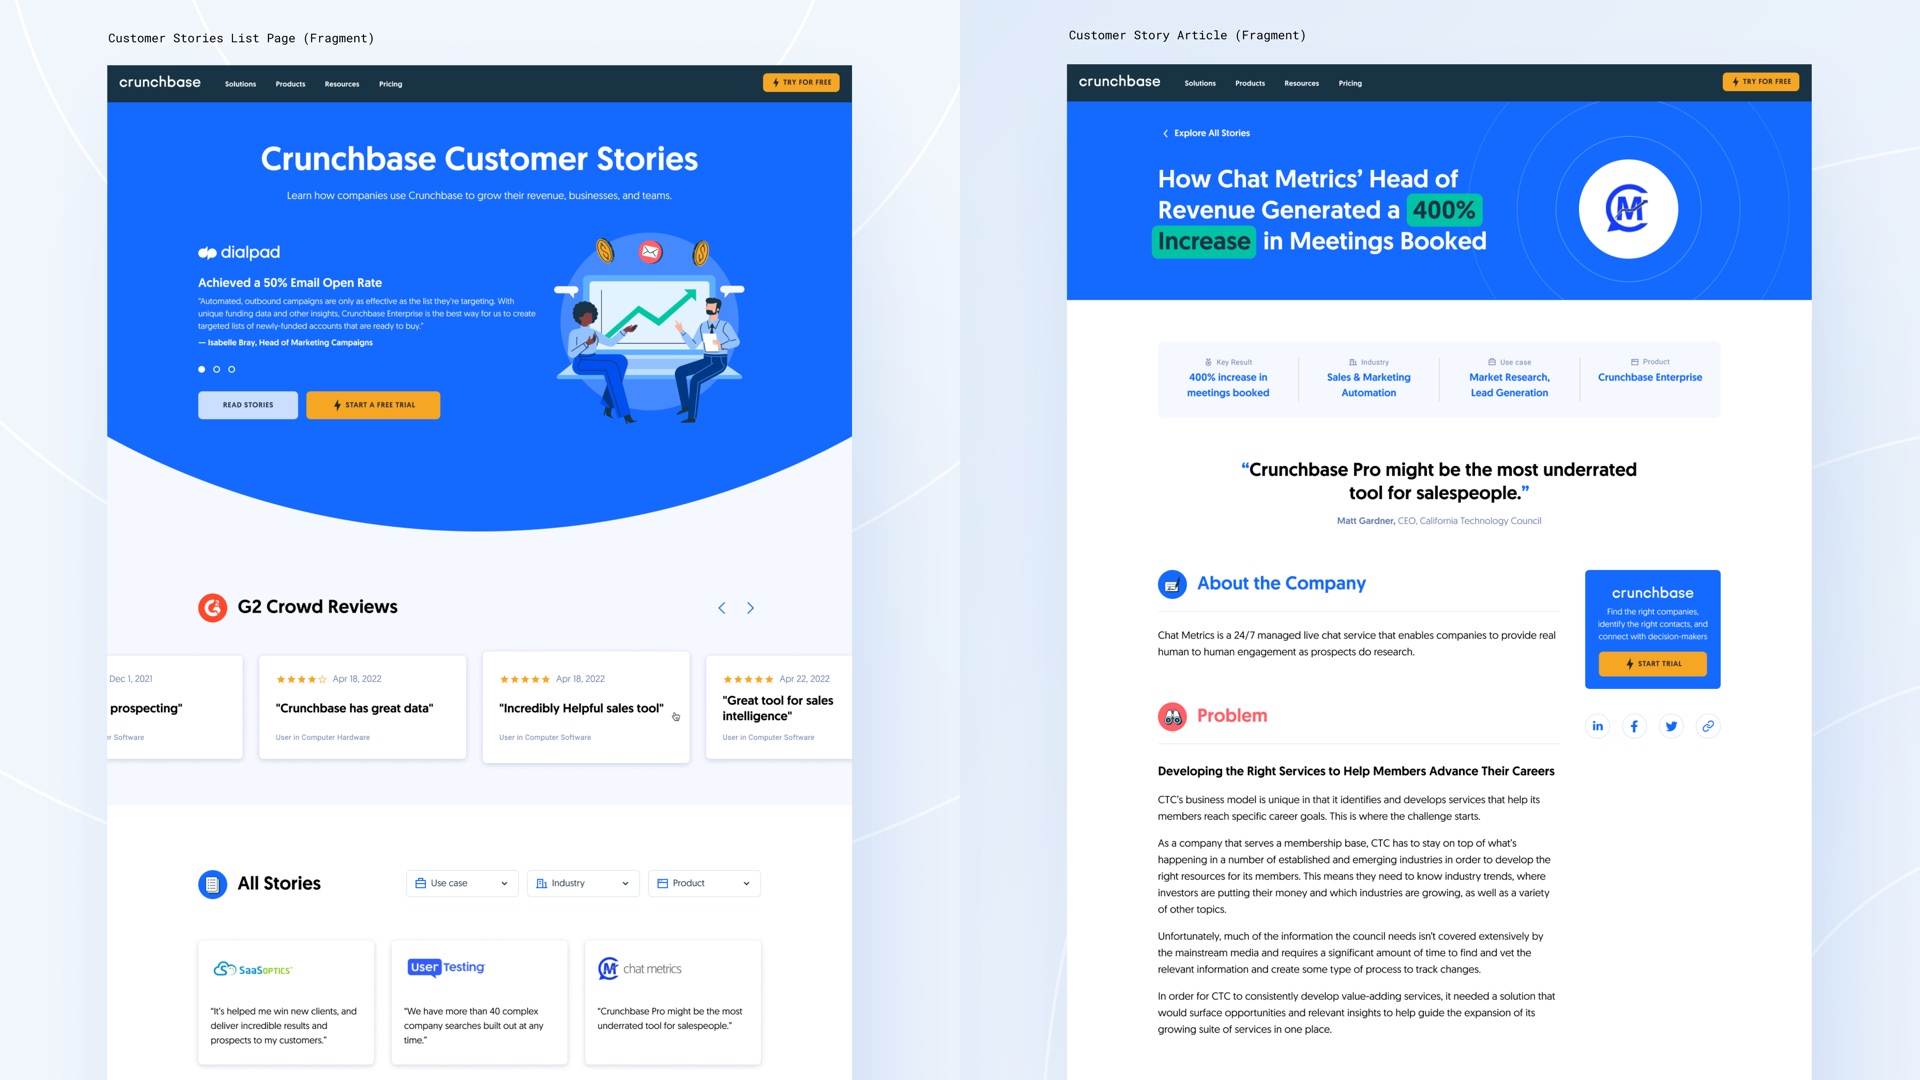 Customer Stories List Page (Fragment)
crunchbase
Solutions
Products
Resources
Pricing
TRY FOR FREE
Crunchbase Customer Stories
Learn how companies use Crunchbase to grow their revenue, businesses, and teams.
dialpad
Achieved a 50% Email Open Rate
“Automated, outbound campaigns are only as effective as the list they're targeting. With
unique funding data and other insights, Crunchbase Enterprise is the best way for us to create
targeted lists of newly-funded accounts that are ready to buy.”
— Isabelle Bray, Head of Marketing Campaigns
READ STORIES
START A FREE TRIAL
G2 Crowd Reviews
Dec 1, 2021
prospecting"
r Software
Apr 18, 2022
"Crunchbase has great data"
User in Computer Hardware
Apr 18, 2022
"Incredibly Helpful sales tool"
User in Computer Software
Apr 22, 2022
"Great tool for sales
intelligence"
User in Computer Software
All Stories
Use case
Industry
Product
SaaSOPTICS
“It's helped me win new clients, and
deliver incredible results and
prospects to my customers.”
UserTesting
“We have more than 40 complex
company searches built out at any
time.”
chat metrics
“Crunchbase Pro might be the most
underrated tool for salespeople.”
Customer Story Article (Fragment)
crunchbase
Solutions
Products
Resources
Pricing
TRY FOR FREE
Explore All Stories
How Chat Metrics’ Head of
Revenue Generated a 400%
Increase in Meetings Booked
Key Result
400% increase in
meetings booked
Industry
Sales & Marketing
Automation
Use case
Market Research,
Lead Generation
Product
Crunchbase Enterprise
“Crunchbase Pro might be the most underrated
tool for salespeople.”
Matt Gardner, CEO, California Technology Council
About the Company
Chat Metrics is a 24/7 managed live chat service that enables companies to provide real
human to human engagement as prospects do research.
crunchbase
Find the right companies,
identify the right contacts, and
connect with decision-makers
START TRIAL
Problem
Developing the Right Services to Help Members Advance Their Careers
CTC’s business model is unique in that it identifies and develops services that help its
members reach specific career goals. This is where the challenge starts.
As a company that serves a membership base, CTC has to stay on top of what’s
happening in a number of established and emerging industries in order to develop the
right resources for its members. This means they need to know industry trends, where
investors are putting their money and which industries are growing, as well as a variety
of other topics.
Unfortunately, much of the information the council needs isn’t covered extensively by
the mainstream media and requires a significant amount of time to find and vet the
relevant information and create some type of process to track changes.
In order for CTC to consistently develop value-adding services, it needed a solution that
would surface opportunities and relevant insights to help guide the expansion of its
growing suite of services in one place.